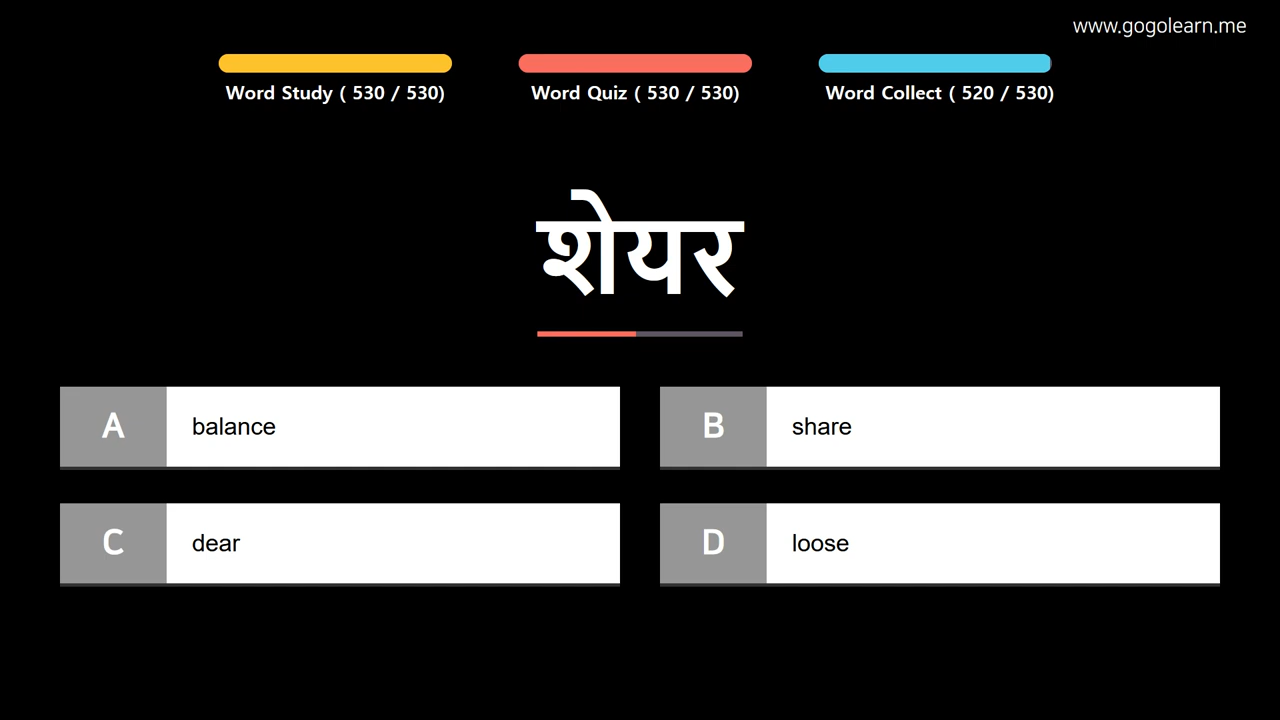 www.gogolearn.me
Word Study ( 530 / 530)
Word Quiz ( 530 / 530)
Word Collect ( 520 / 530)
शेयर
A balance
B share
C dear
D loose